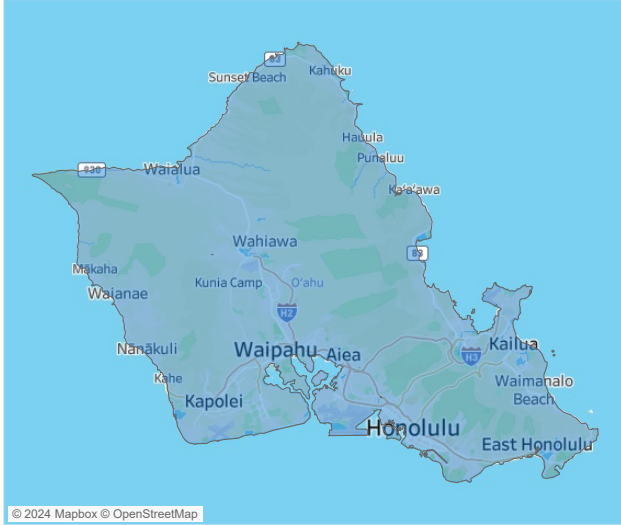 83
Sunset Beach
Kahuku
Hauula
Punaluu
930
Waialua
Ka'a'awa
Wahiawa
83
Mākaha
Kunia Camp
O'ahu
Waianae
H2
Nānākuli
Waipahu
Aiea
H3
Kailua
Kahe
Waimanalo
Beach
Kapolei
Honolulu
East Honolulu
© 2024 Mapbox © OpenStreetMap